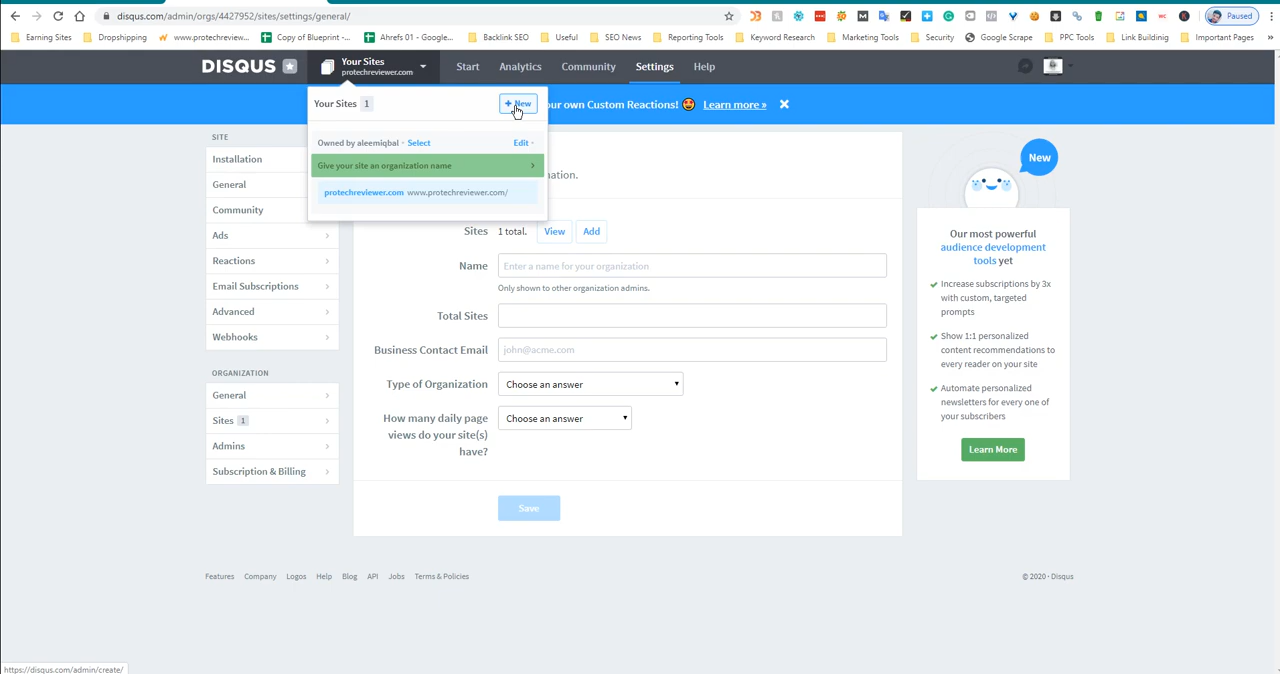 disqus.com/admin/orgs/4427952/sites/settings/general/
Paused
Earning Sites
Dropshipping
www.protechreview...
Copy of Blueprint -...
Ahrefs 01 - Google...
Backlink SEO
Useful
SEO News
Reporting Tools
Keyword Research
Marketing Tools
Security
Google Scrape
PPC Tools
Link Buildinig
Important Pages
»
DISQUS
Your Sites
protechreviewer.com
Start
Analytics
Community
Settings
Help
Your Sites 1
+ New
our own Custom Reactions! 🤩 Learn more »
Owned by aleemiqbal - Select
Edit
Give your site an organization name
protechreviewer.com www.protechreviewer.com/
SITE
Installation
General
Community
Ads
Reactions
Email Subscriptions
Advanced
Webhooks
ORGANIZATION
General
Sites 1
Admins
Subscription & Billing
mation.
Sites 1 total. View Add
Name Enter a name for your organization
Only shown to other organization admins.
Total Sites
Business Contact Email john@acme.com
Type of Organization Choose an answer
How many daily page
views do your site(s)
have?
Choose an answer
Save
New
Our most powerful
audience development
tools yet
Increase subscriptions by 3x
with custom, targeted
prompts
Show 1:1 personalized
content recommendations to
every reader on your site
Automate personalized
newsletters for every one of
your subscribers
Learn More
Features Company Logos Help Blog API Jobs Terms & Policies
© 2020 - Disqus
https://disqus.com/admin/create/